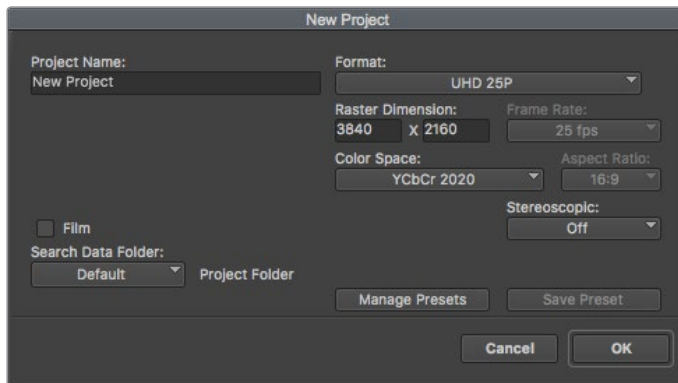 New Project
Project Name:
New Project
Format:
UHD 25P
Raster Dimension:
Frame Rate:
3840 X 2160
25 fps
Color Space:
Aspect Ratio:
YCbCr 2020
16:9
Stereoscopic:
Film
Off
Search Data Folder:
Default
Project Folder
Manage Presets
Save Preset
Cancel
OK